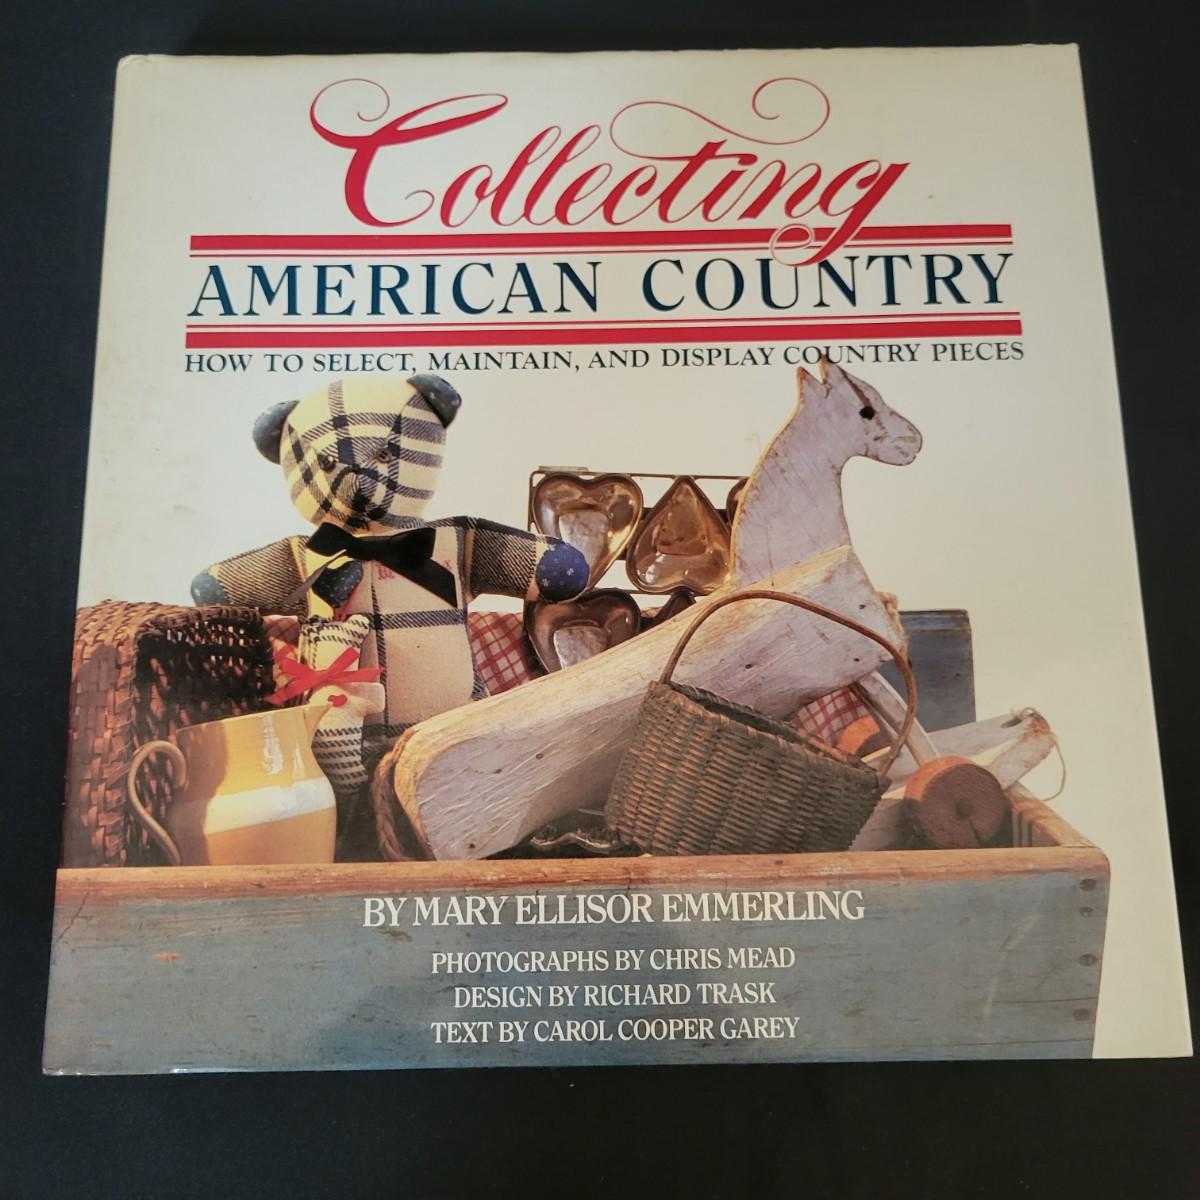 Collecting
AMERICAN COUNTRY
HOW TO SELECT, MAINTAIN, AND DISPLAY COUNTRY PIECES
BY MARY ELLISOR EMMERLING
PHOTOGRAPHS BY CHRIS MEAD
DESIGN BY RICHARD TRASK
TEXT BY CAROL COOPER GAREY